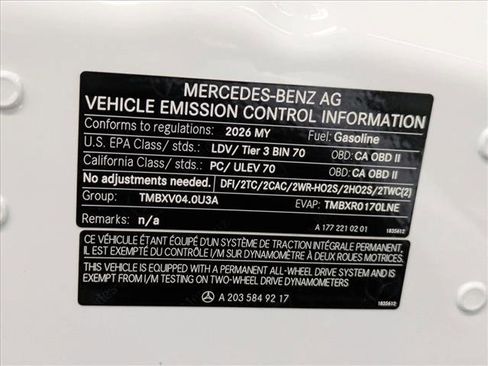 MERCEDES-BENZ AG
VEHICLE EMISSION CONTROL INFORMATION
Conforms to regulations: 2026 MY Fuel: Gasoline
U.S. EPA Class/ stds.: LDV/ Tier 3 BIN 70 OBD: CA OBD II
California Class/ stds.: PC/ ULEV 70 OBD: CA OBD II
No adjustments needed. DFI/2TC/2CAC/2WR-HO2S/2HO2S/2TWC(2)
Group: TMBXV04.0U3A EVAP: TMBXR0170LNE
Remarks: n/a A 177 221 02 01
1835612
CE VÉHICULE ÉTANT ÉQUIPÉ D'UN SYSTÈME DE TRACTION INTÉGRALE PERMANENT,
IL EST EXEMPTÉ DU CONTRÔLE I/M SUR DYNAMOMÈTRE À DEUX ROUES MOTRICES.
THIS VEHICLE IS EQUIPPED WITH A PERMANENT ALL-WHEEL DRIVE SYSTEM AND IS
EXEMPT FROM I/M TESTING ON TWO-WHEEL DRIVE DYNAMOMETERS
A 203 584 92 17
1835612